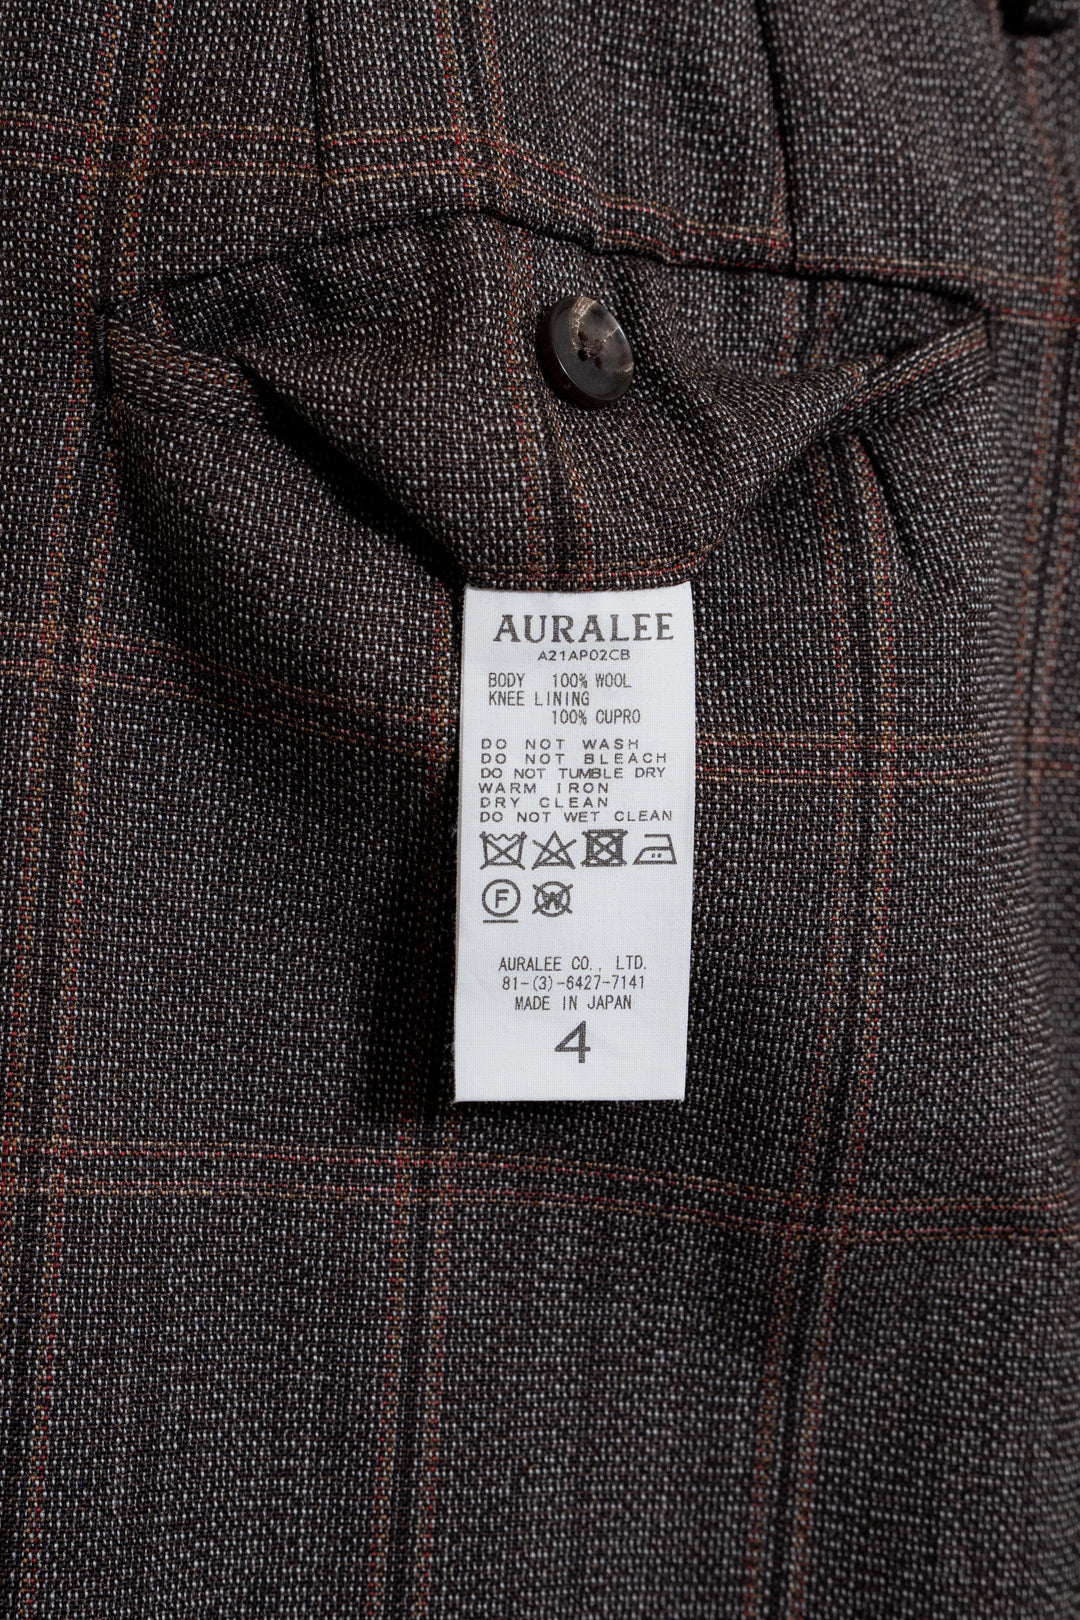 AURALEE
A21AP02CB
BODY 100% WOOL
KNEE LINING
100% CUPRO
DO NOT WASH
DO NOT BLEACH
DO NOT TUMBLE DRY
WARM IRON
DRY CLEAN
DO NOT WET CLEAN
F W
AURALEE CO., LTD.
81-(3)-6427-7141
MADE IN JAPAN
4